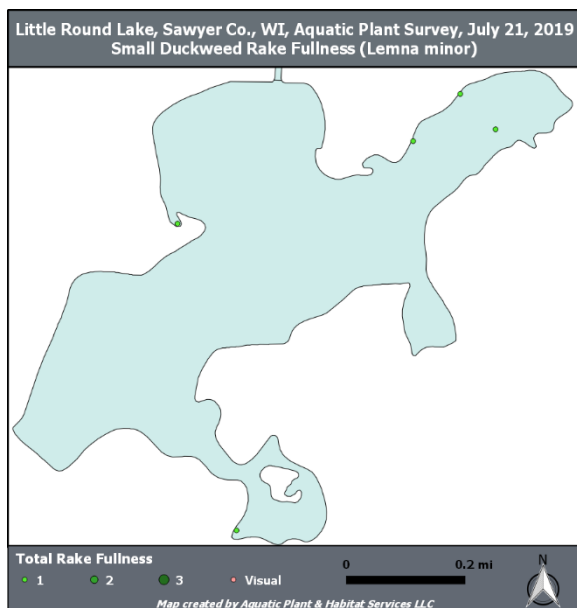 Little Round Lake, Sawyer Co., WI, Aquatic Plant Survey, July 21, 2019
Small Duckweed Rake Fullness (Lemna minor)
Total Rake Fullness
1 2 3 Visual
0 0.2 mi
N
Map created by Aquatic Plant & Habitat Services LLC